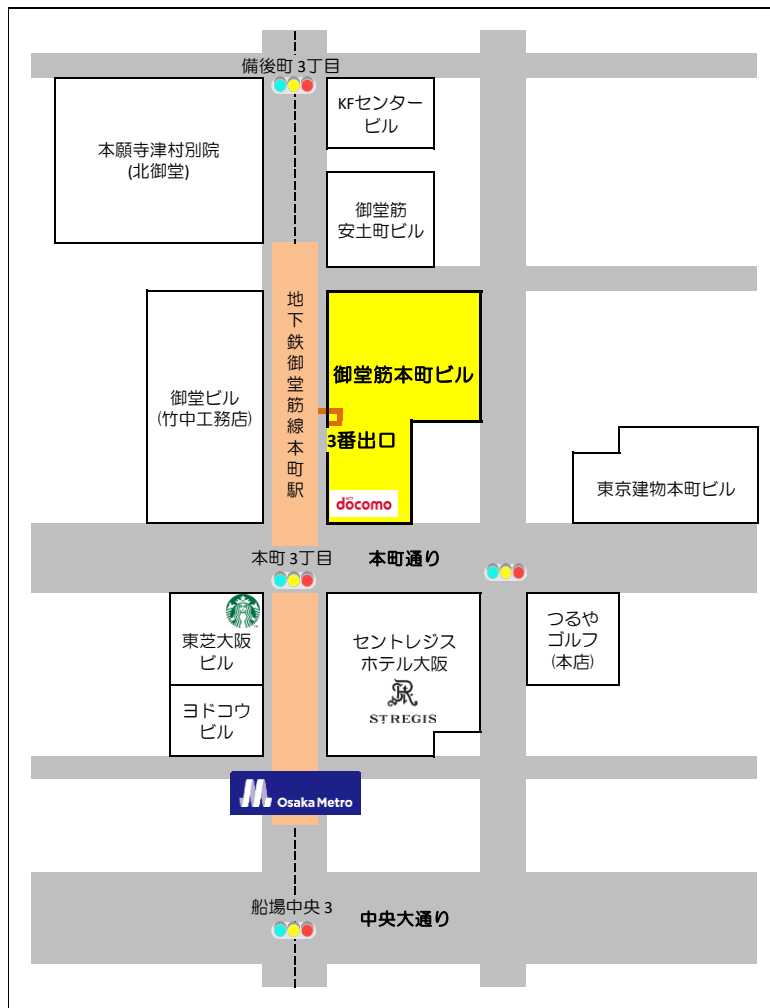 備後町 3丁目
KFセンター
ビル
本願寺津村別院
(北御堂)
御堂筋
安土町ビル
地下鉄御堂筋線本町駅
御堂筋本町ビル
御堂ビル
(竹中工務店)
3番出口
東京建物本町ビル
NTT
döcomo
本町 3丁目
本町通り
東芝大阪
ビル
セントレジス
ホテル大阪
つるや
ゴルフ
(本店)
ST REGIS
ヨドコウ
ビル
Osaka Metro
船場中央 3
中央大通り